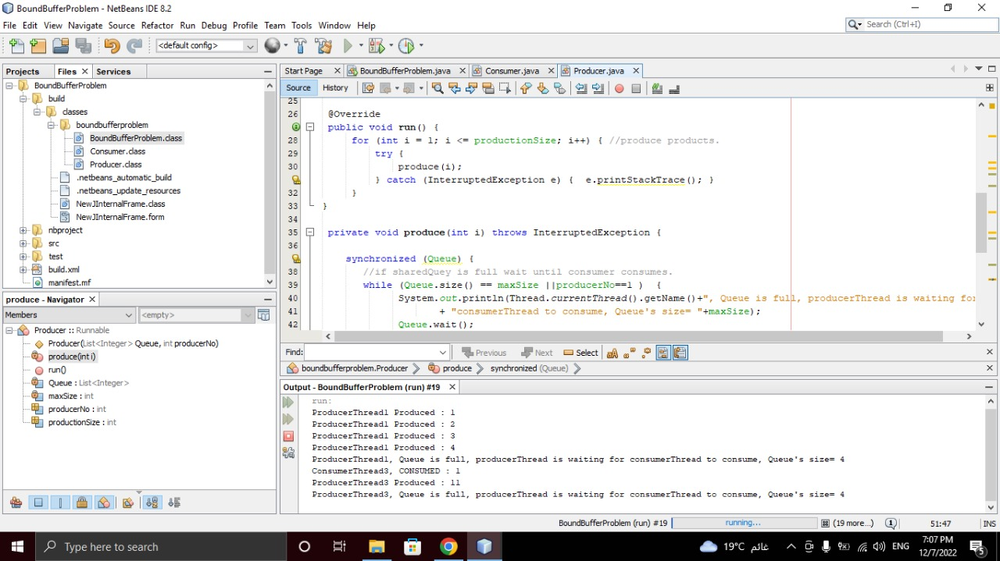 BoundBufferProblem - NetBeans IDE 8.2
File Edit View Navigate Source Refactor Run Debug Profile Team Tools Window Help
Search (Ctrl+I)
<default config>
Projects Files Services
BoundBufferProblem
build
classes
boundbufferproblem
BoundBufferProblem.class
Consumer.class
Producer.class
.netbeans_automatic_build
.netbeans_update_resources
NewJInternalFrame.class
NewJInternalFrame.form
nbproject
src
test
build.xml
manifest.mf
produce - Navigator
Members <empty>
Producer :: Runnable
Producer(List<Integer> Queue, int producerNo)
produce(int i)
run()
Queue : List<Integer>
maxSize : int
producerNo : int
productionSize : int
Start Page BoundBufferProblem.java Consumer.java Producer.java
Source History
25
26 @Override
public void run() {
28 for (int i = 1; i <= productionSize; i++) { //produce products.
29 try {
30 produce(i);
} catch (InterruptedException e) { e.printStackTrace(); }
32 }
33 }
34
35 private void produce(int i) throws InterruptedException {
36
synchronized (Queue) {
38 //if sharedQuey is full wait until consumer consumes.
39 while (Queue.size() == maxSize ||producerNo==1 ) {
40 System.out.println(Thread.currentThread().getName()+", Queue is full, producerThread is waiting for
41 + "consumerThread to consume, Queue's size= "+maxSize);
42 Queue.wait();
Find: Previous Next Select
boundbufferproblem.Producer produce synchronized (Queue)
Output - BoundBufferProblem (run) #19
run:
ProducerThread1 Produced : 1
ProducerThread1 Produced : 2
ProducerThread1 Produced : 3
ProducerThread1 Produced : 4
ProducerThread1, Queue is full, producerThread is waiting for consumerThread to consume, Queue's size= 4
ConsumerThread3, CONSUMED : 1
ProducerThread3 Produced : 11
ProducerThread3, Queue is full, producerThread is waiting for consumerThread to consume, Queue's size= 4
BoundBufferProblem (run) #19 running... (19 more...) 1 51:47 INS
Type here to search
19°C غائم ENG 7:07 PM
12/7/2022 5